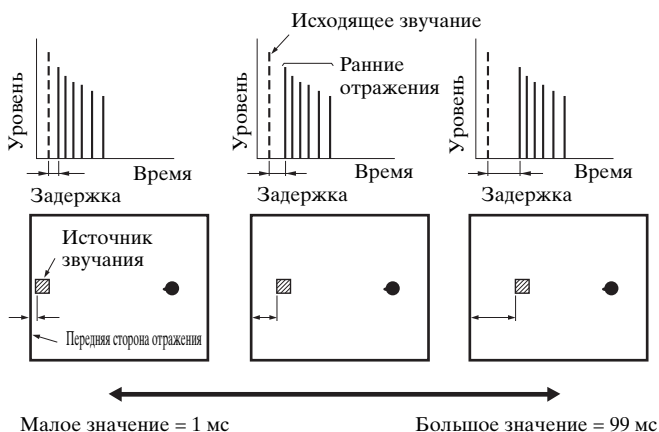 Исходящее звучание
Ранние
отражения
Уровень
Уровень
Уровень
Время
Время
Время
Задержка
Задержка
Задержка
Источник
звучания
Передняя сторона отражения
Малое значение = 1 мс
Большое значение = 99 мс